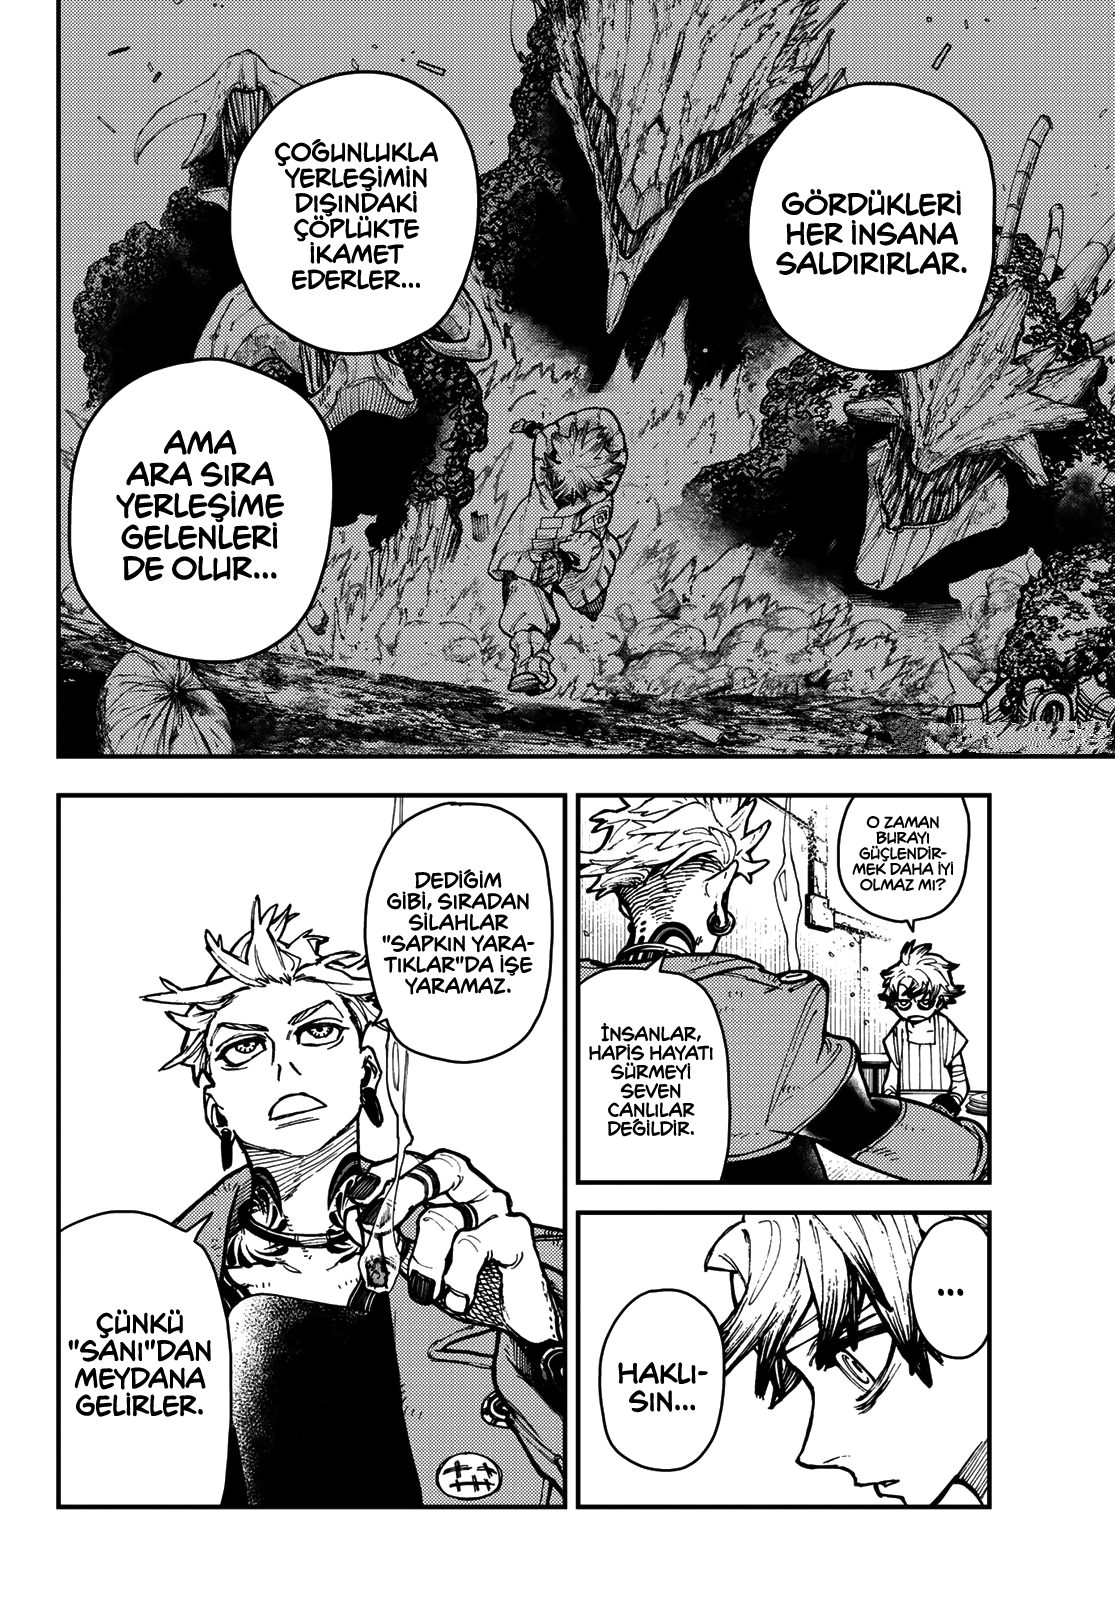 GÖRDÜKLERİ
HER İNSANA
SALDIRIRLAR.
ÇOĞUNLUKLA
YERLEŞİMİN
DIŞINDAKİ
ÇÖPLÜKTE
İKAMET
EDERLER...
AMA
ARA SIRA
YERLEŞİME
GELENLERİ
DE OLUR...
O ZAMAN
BURAYI
GÜÇLENDİR-
MEK DAHA İYİ
OLMAZ MI?
İNSANLAR,
HAPİS HAYATI
SÜRMEYİ
SEVEN
CANLILAR
DEĞİLDİR.
...
HAKLI-
SIN...
DEDİĞİM
GİBİ, SIRADAN
SİLAHLAR
"SAPKIN YARA-
TIKLAR"DA İŞE
YARAMAZ.
ÇÜNKÜ
"SANI"DAN
MEYDANA
GELİRLER.